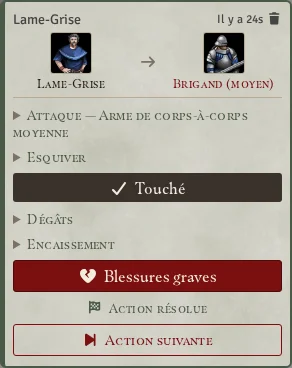 Lame-Grise Il y a 24s
Lame-Grise Brigand (moyen)
Attaque — Arme de corps-à-corps
moyenne
Esquiver
Touché
Dégâts
Encaissement
Blessures graves
Action résolue
Action suivante